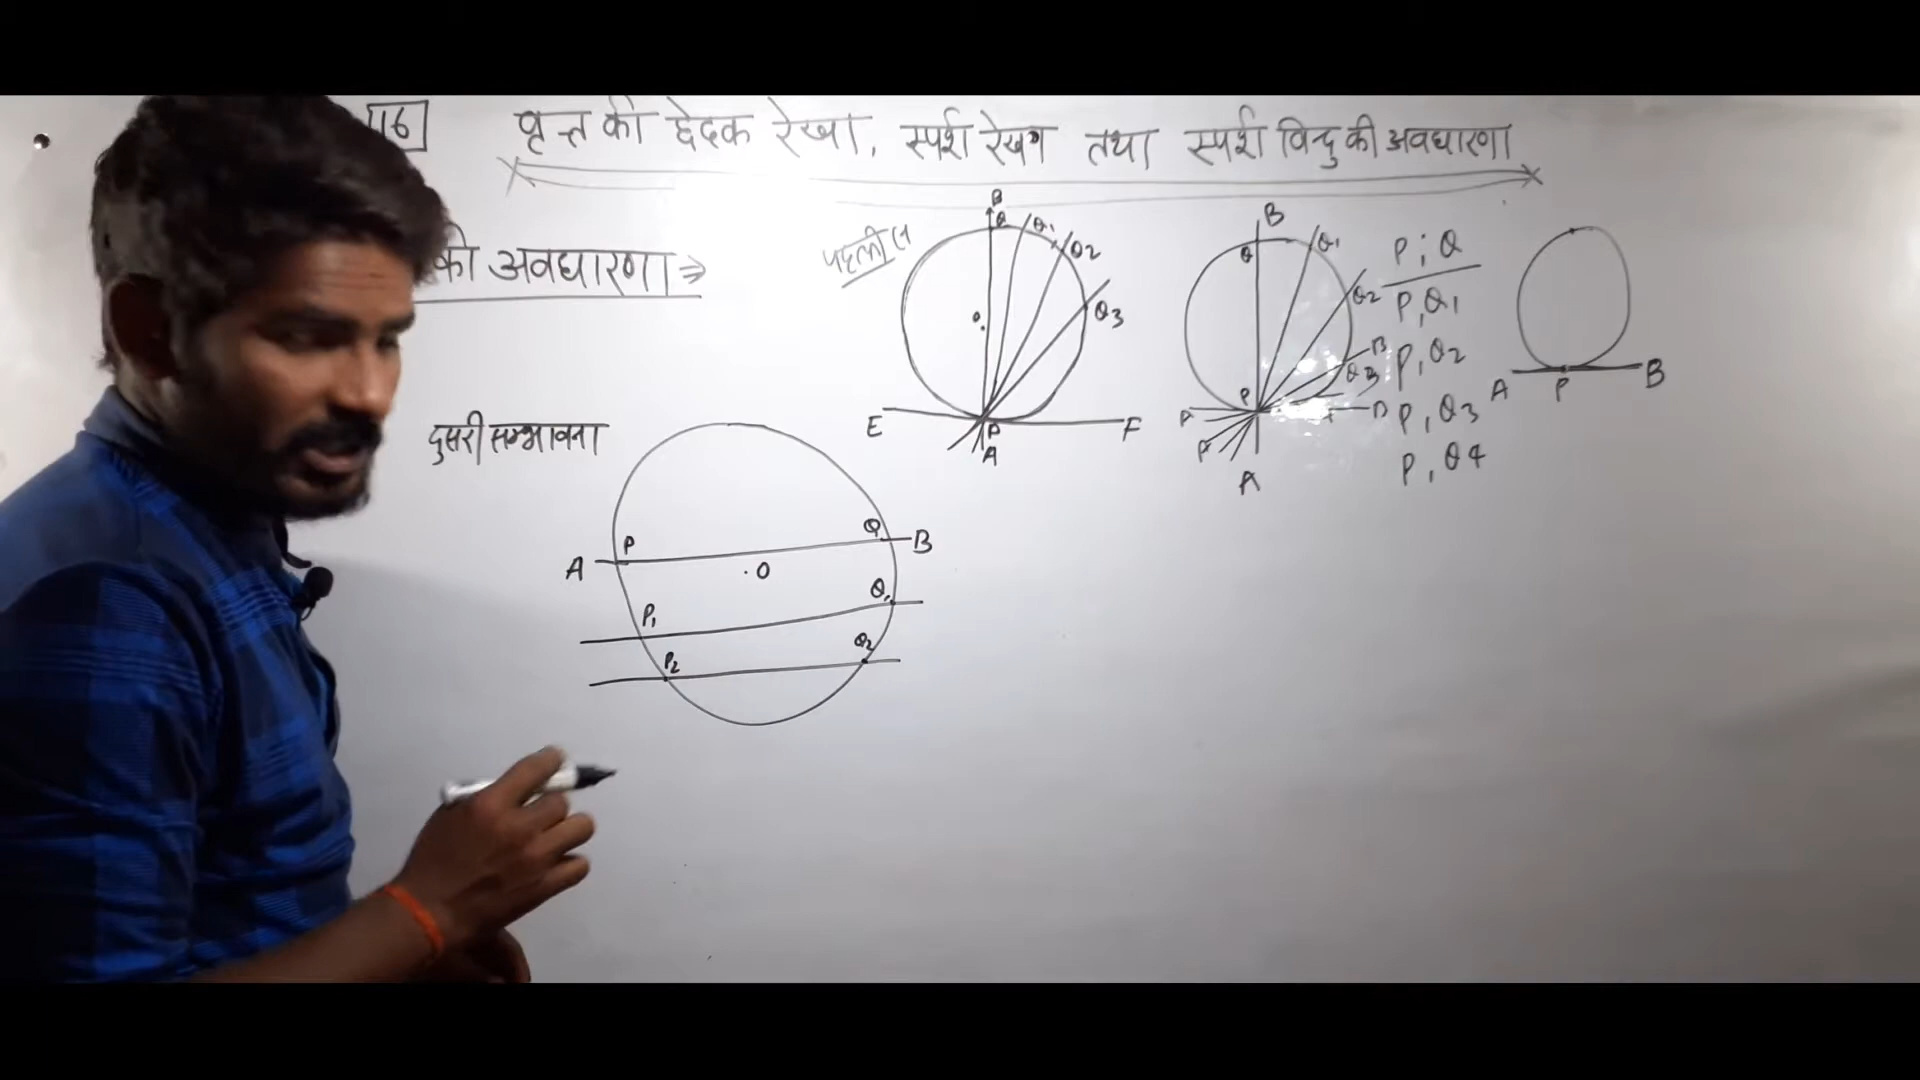 वृत्त की छेदक रेखा, स्पर्श रेखा तथा स्पर्श विन्दु की अवधारणा
की अवधारणा ⇒
पहली स
B
Q Q1
Q2
Q3
O
E P F
A
B
Q Q1
Q2
B
Q3
P
P B
P
A
P ; Q
P, Q1
P, Q2
P, Q3
P, Q4
A P B
दुसरी सम्भावना
A P Q B
. O
P1 Q1
P2 Q2